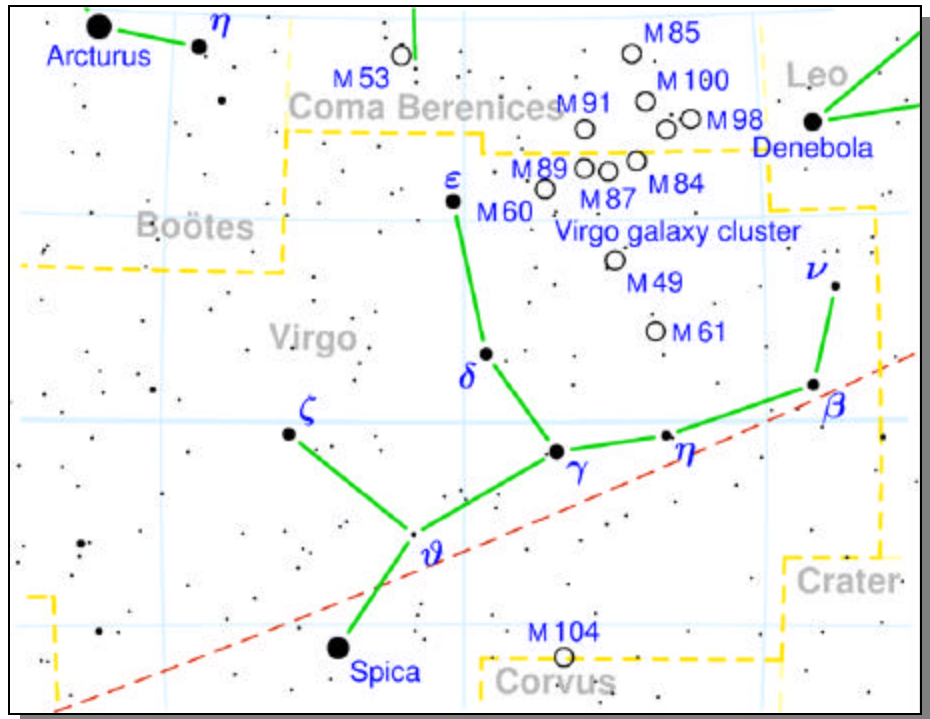 η
Arcturus
M 85
M 53
M 100
Leo
Coma Berenices
M 91
M 98
Denebola
M 89
ε
M 84
M 87
M 60
Boötes
Virgo galaxy cluster
ν
M 49
Virgo
M 61
δ
β
ζ
η
γ
ϑ
Crater
M 104
Spica
Corvus